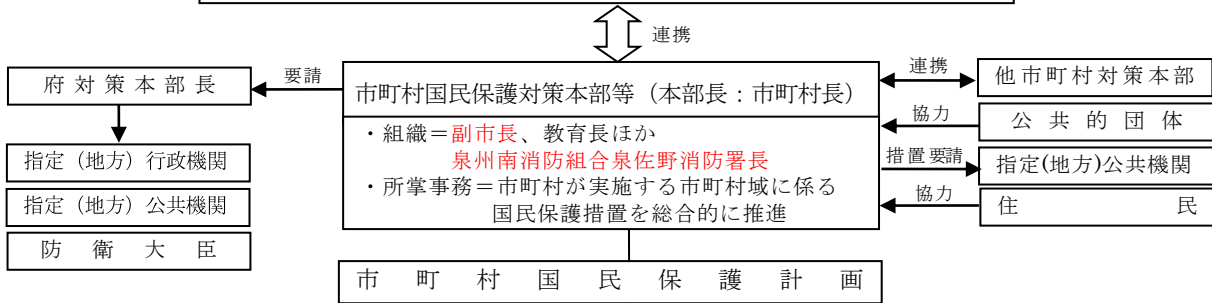 連携
府対策本部長
要請
市町村国民保護対策本部等（本部長：市町村長）
連携
他市町村対策本部
・組織＝副市長、教育長ほか
泉州南消防組合泉佐野消防署長
・所掌事務＝市町村が実施する市町村域に係る
国民保護措置を総合的に推進
協力
公共的団体
指定（地方）行政機関
措置要請
指定(地方)公共機関
指定（地方）公共機関
協力
住民
防衛大臣
市町村国民保護計画